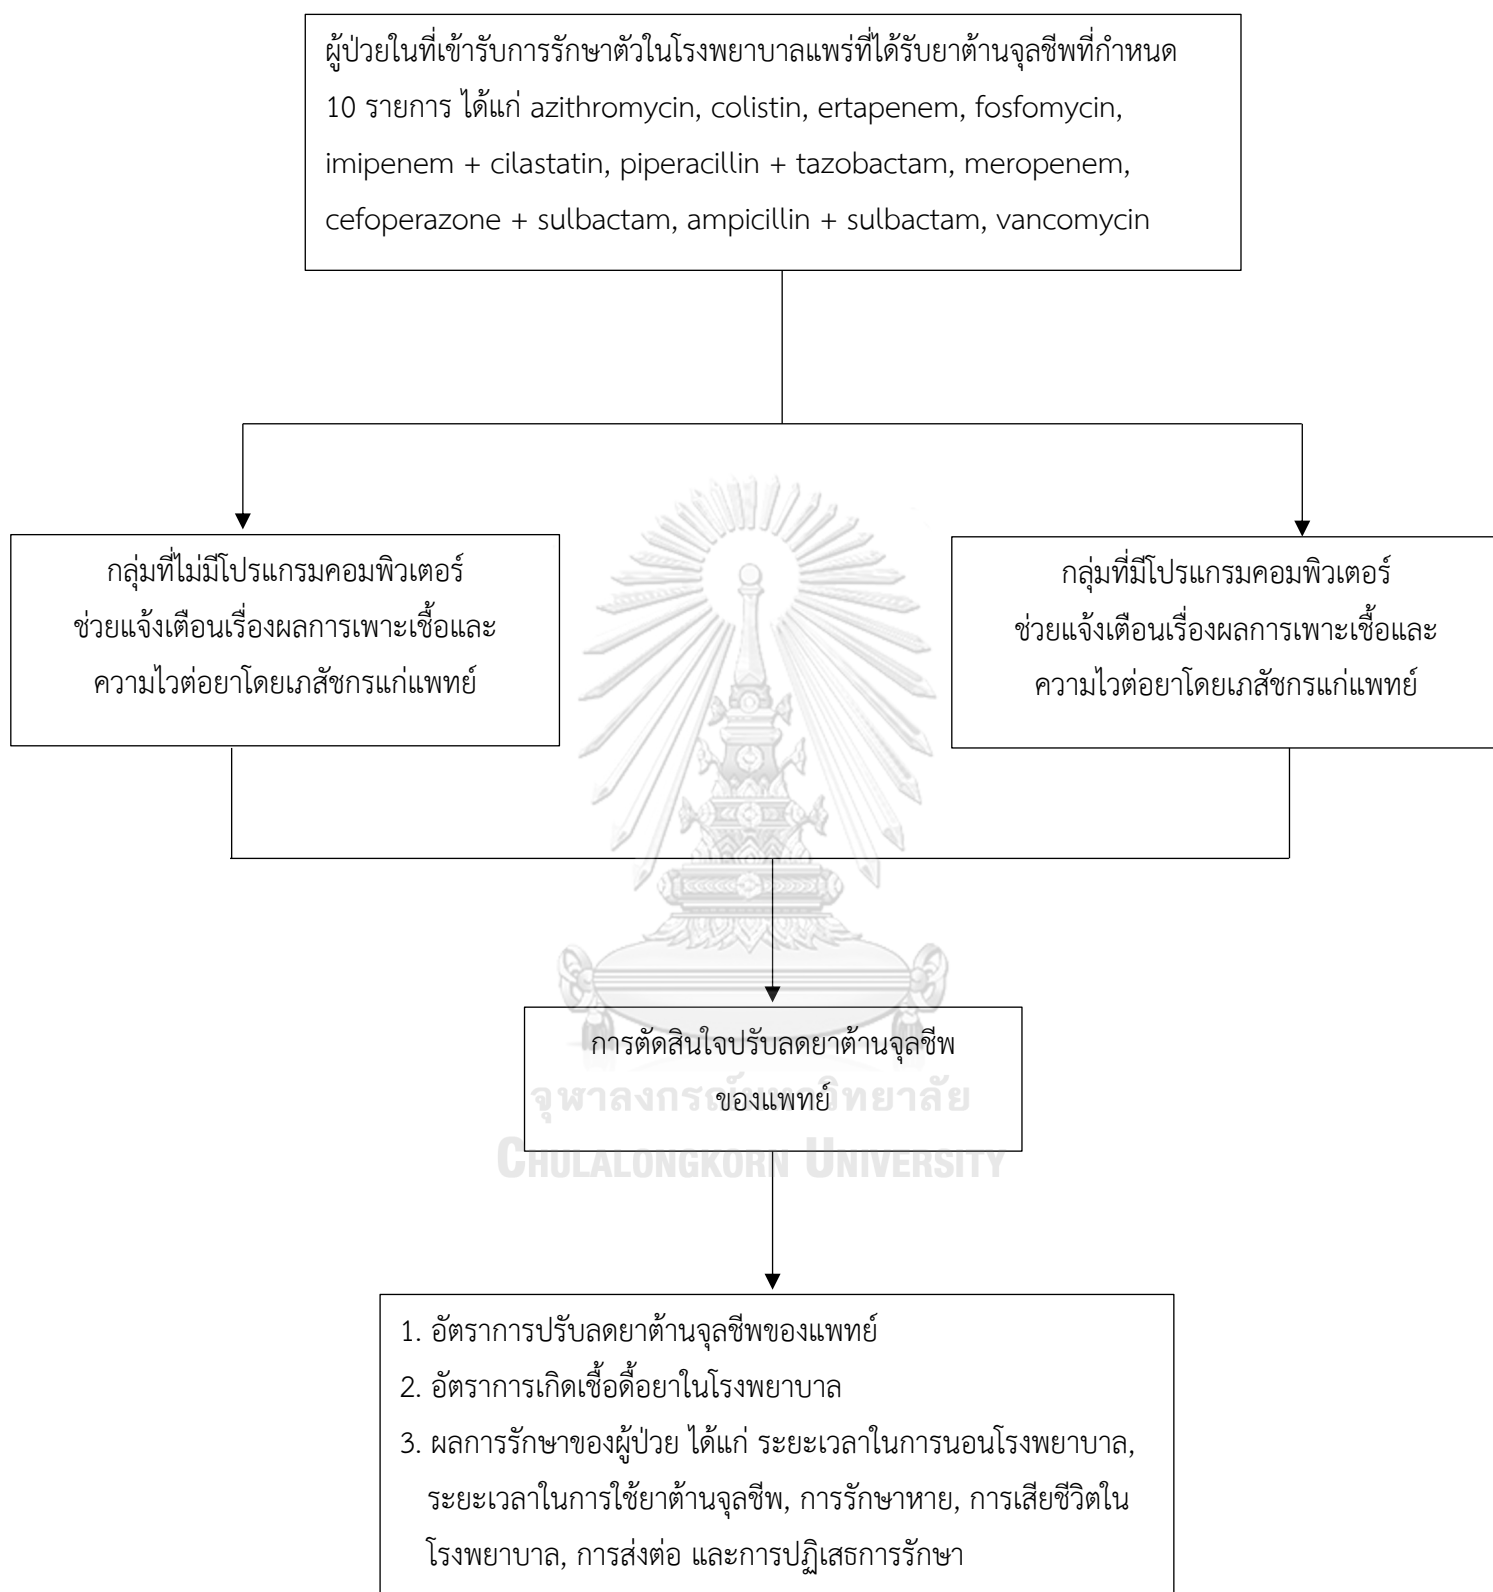 ผู้ป่วยในที่เข้ารับการรักษาตัวในโรงพยาบาลแพร่ที่ได้รับยาต้านจุลชีพที่กำหนด
10 รายการ ได้แก่ azithromycin, colistin, ertapenem, fosfomycin,
imipenem + cilastatin, piperacillin + tazobactam, meropenem,
cefoperazone + sulbactam, ampicillin + sulbactam, vancomycin
กลุ่มที่ไม่มีโปรแกรมคอมพิวเตอร์
ช่วยแจ้งเตือนเรื่องผลการเพาะเชื้อและ
ความไวต่อยาโดยเภสัชกรแก่แพทย์
กลุ่มที่มีโปรแกรมคอมพิวเตอร์
ช่วยแจ้งเตือนเรื่องผลการเพาะเชื้อและ
ความไวต่อยาโดยเภสัชกรแก่แพทย์
การตัดสินใจปรับลดยาต้านจุลชีพ
ของแพทย์
จุฬาลงกรณ์มหาวิทยาลัย
CHULALONGKORN UNIVERSITY
1. อัตราการปรับลดยาต้านจุลชีพของแพทย์
2. อัตราการเกิดเชื้อดื้อยาในโรงพยาบาล
3. ผลการรักษาของผู้ป่วย ได้แก่ ระยะเวลาในการนอนโรงพยาบาล,
ระยะเวลาในการใช้ยาต้านจุลชีพ, การรักษาหาย, การเสียชีวิตใน
โรงพยาบาล, การส่งต่อ และการปฏิเสธการรักษา